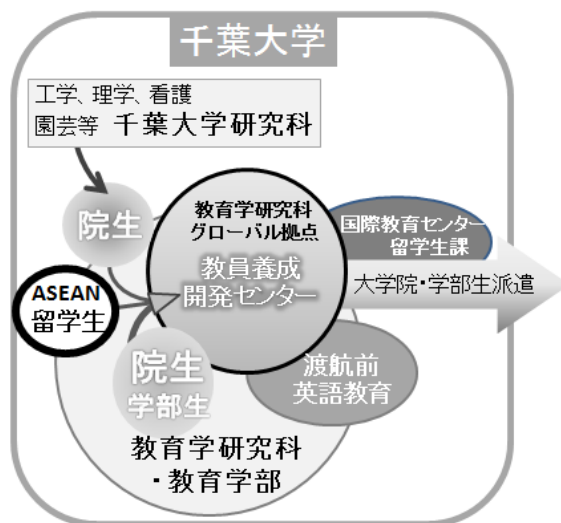 千葉大学
工学、理学、看護
園芸等 千葉大学研究科
院生
教育学研究科
グローバル拠点
教員養成
開発センター
国際教育センター
留学生課
大学院・学部生派遣
ASEAN
留学生
院生
学部生
渡航前
英語教育
教育学研究科
・教育学部